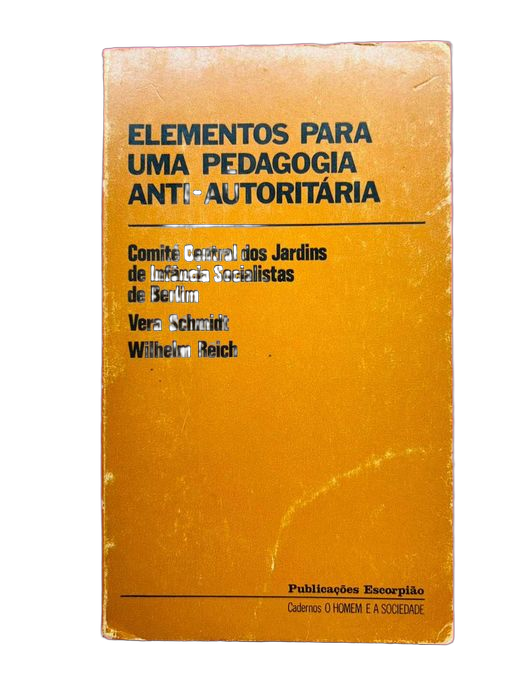 ELEMENTOS PARA
UMA PEDAGOGIA
ANTI-AUTORITÁRIA
Comité Central dos Jardins
de Infância Socialistas
de Berlim
Vera Schmidt
Wilhelm Reich
Publicações Escorpião
Cadernos O HOMEM E A SOCIEDADE